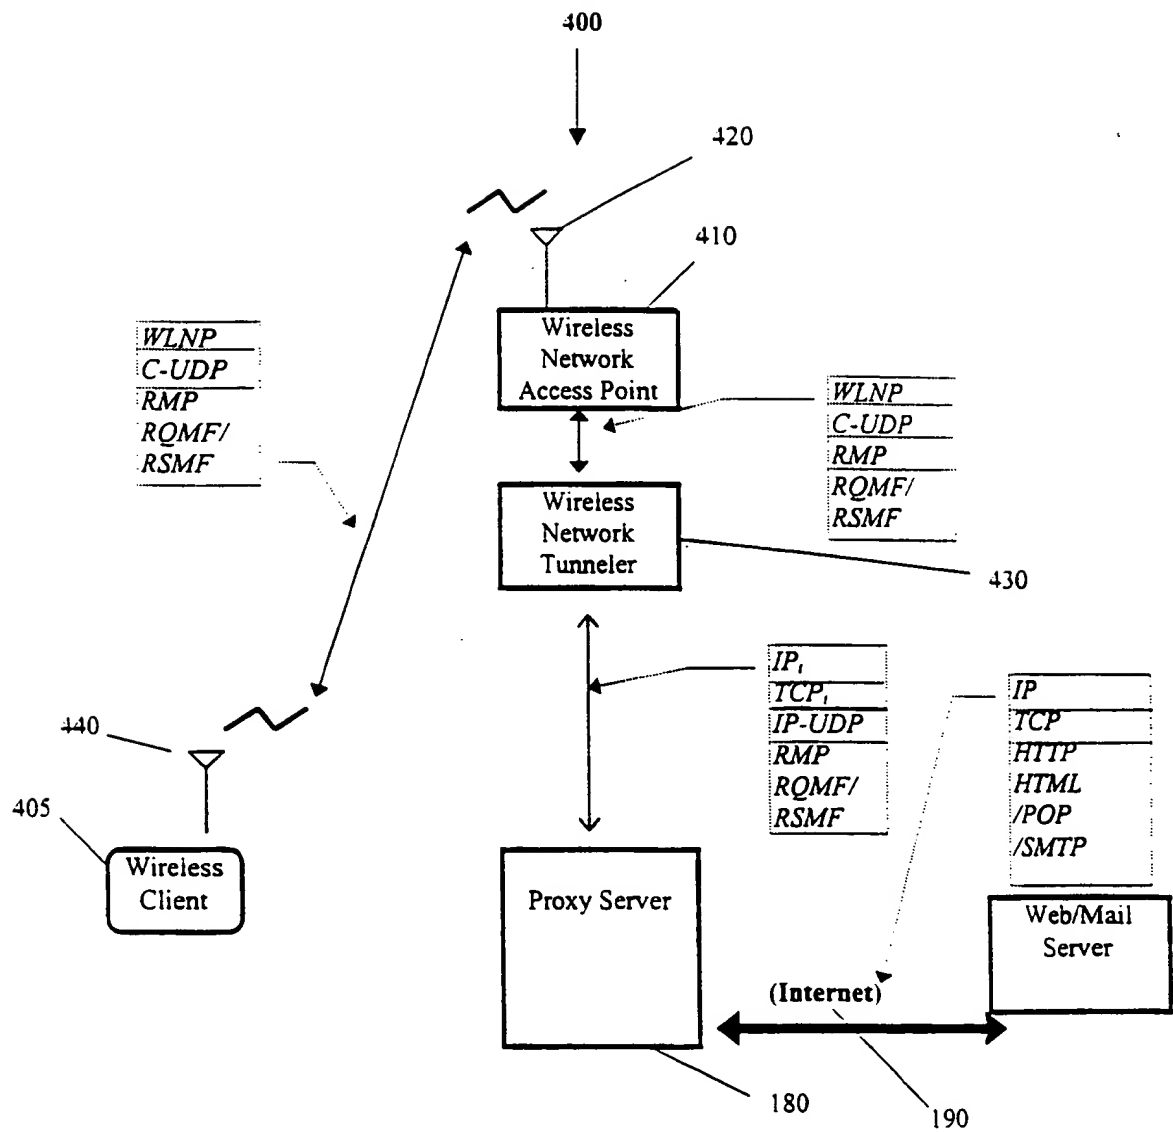 400
420
410
Wireless
Network
Access Point
WLNP
C-UDP
RMP
RQMF/
RSMF
WLNP
C-UDP
RMP
RQMF/
RSMF
Wireless
Network
Tunneler
430
IPt
TCPt
IP-UDP
RMP
RQMF/
RSMF
IP
TCP
HTTP
HTML
/POP
/SMTP
440
405
Wireless
Client
Proxy Server
Web/Mail
Server
(Internet)
180
190